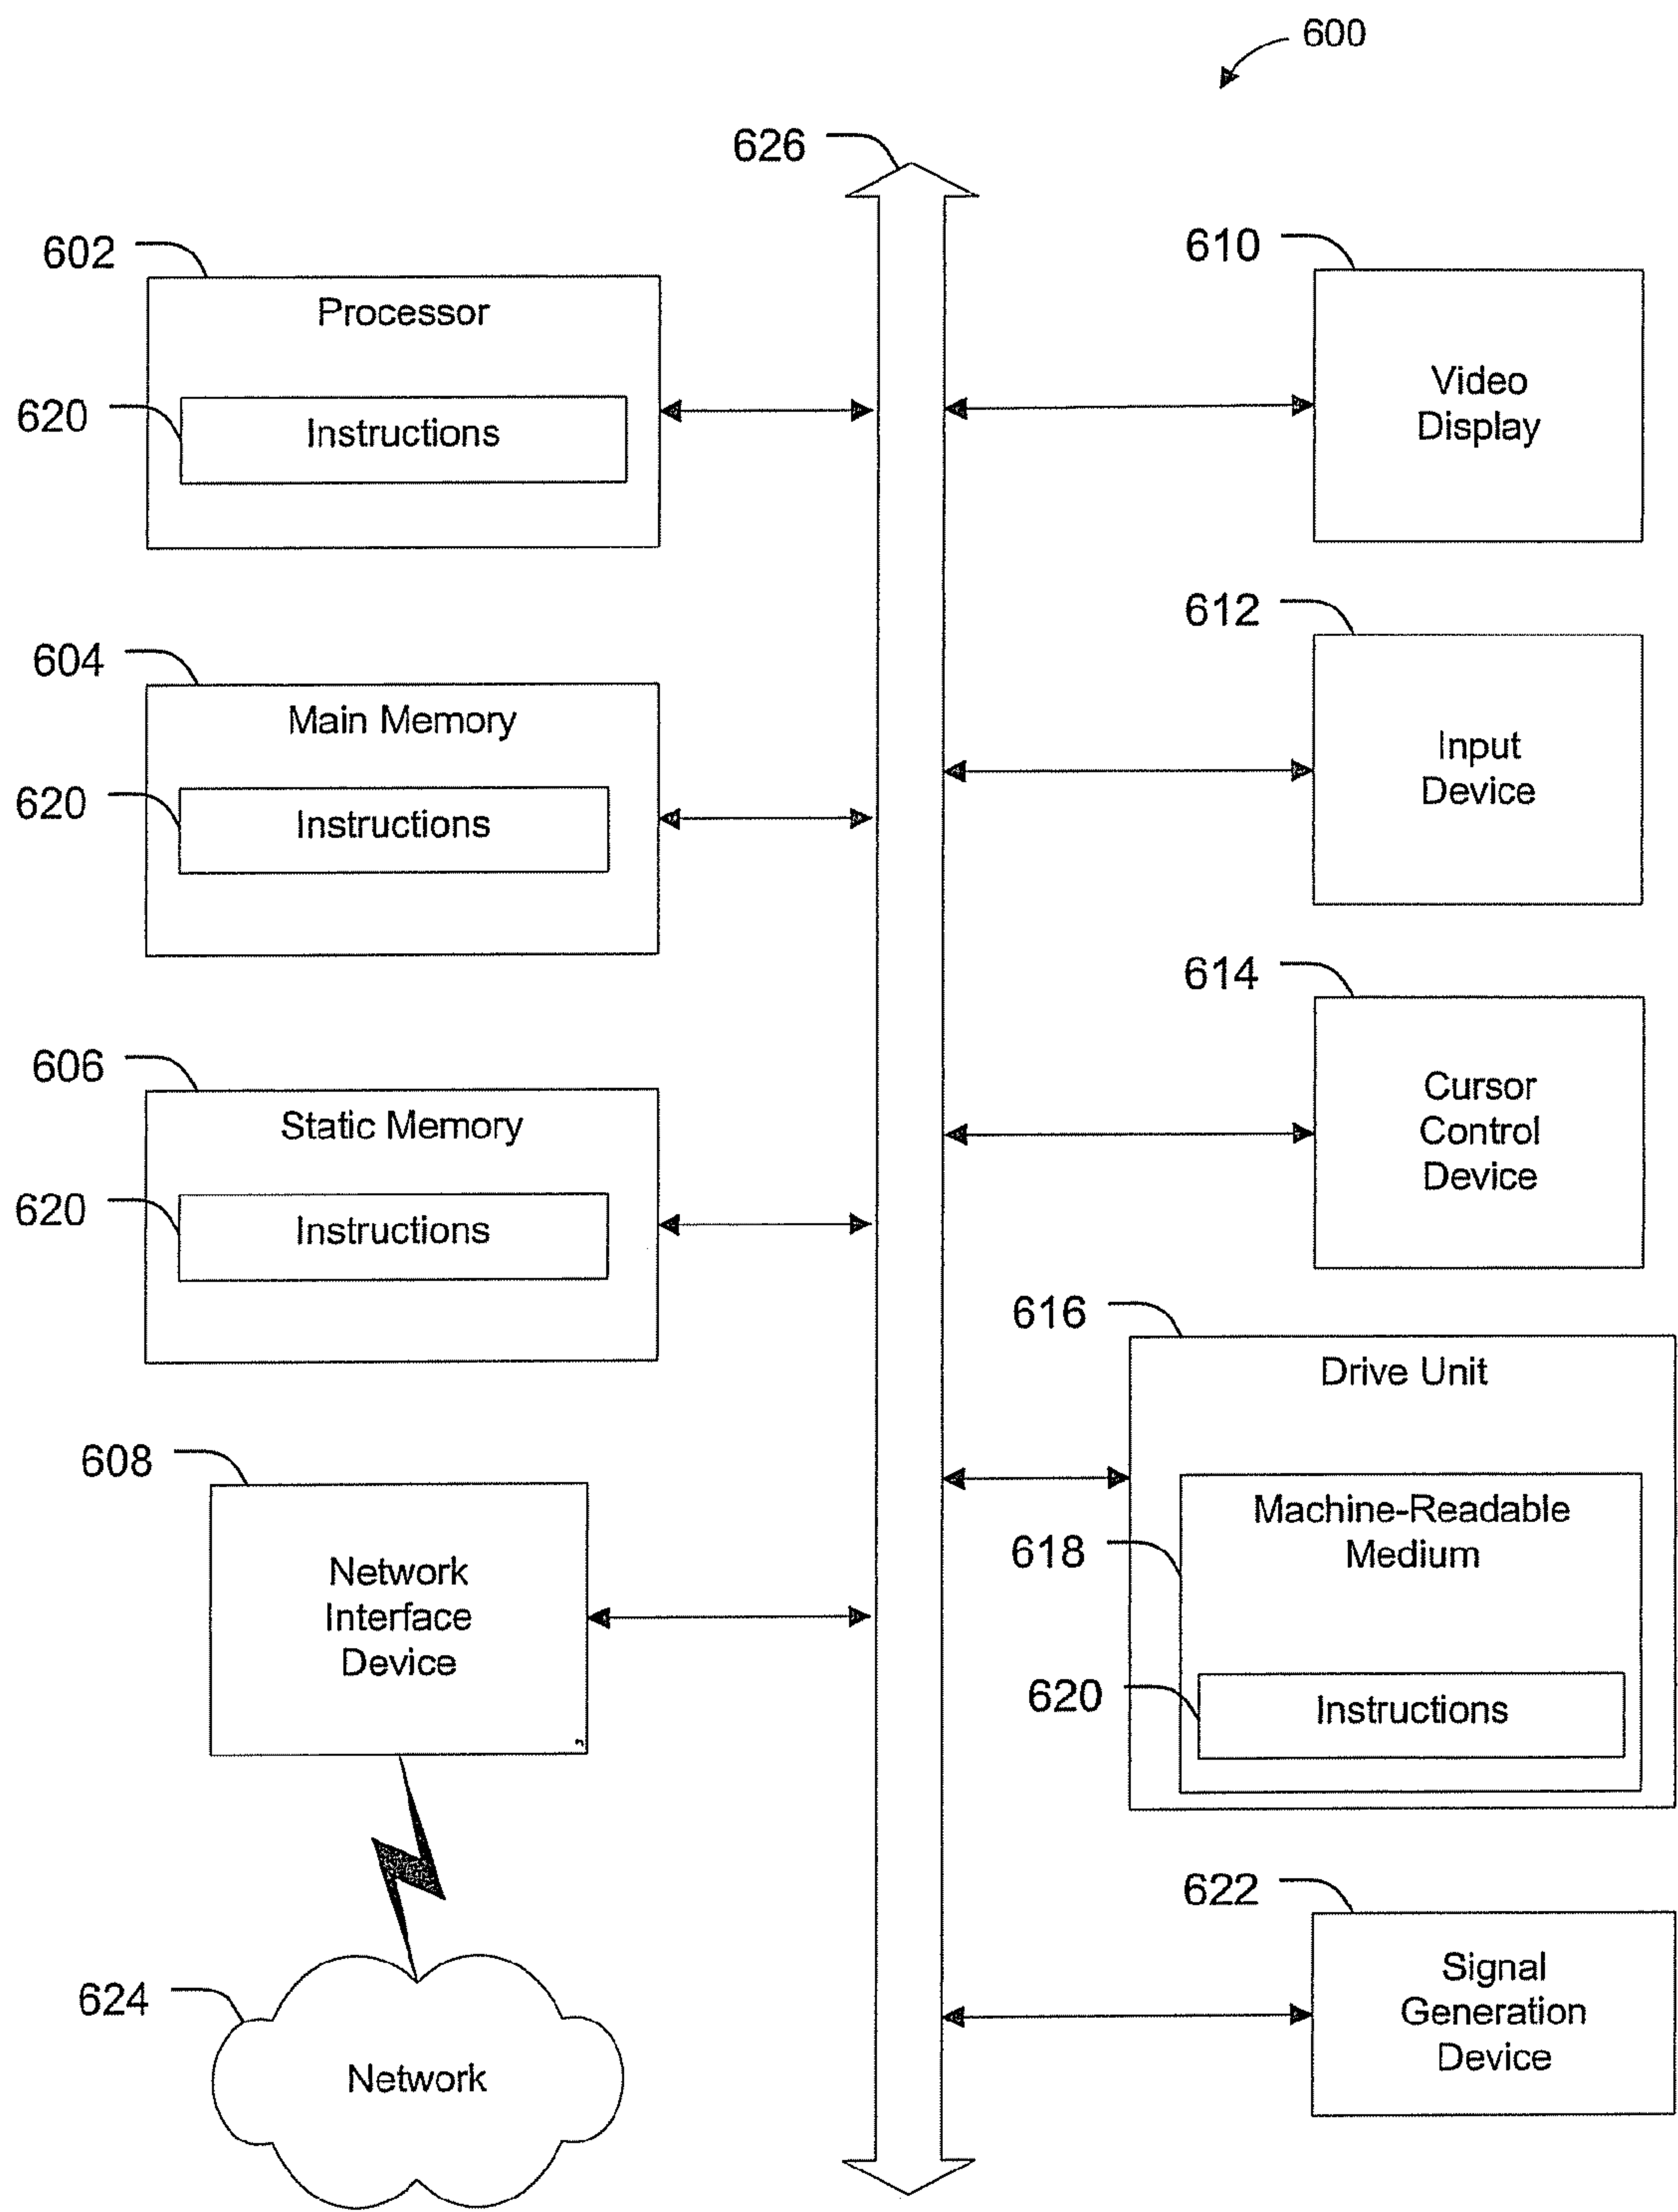 600
626
602
Processor
620
Instructions
604
Main Memory
620
Instructions
606
Static Memory
620
Instructions
608
Network
Interface
Device
624
Network
610
Video
Display
612
Input
Device
614
Cursor
Control
Device
616
Drive Unit
618
Machine-Readable
Medium
620
Instructions
622
Signal
Generation
Device